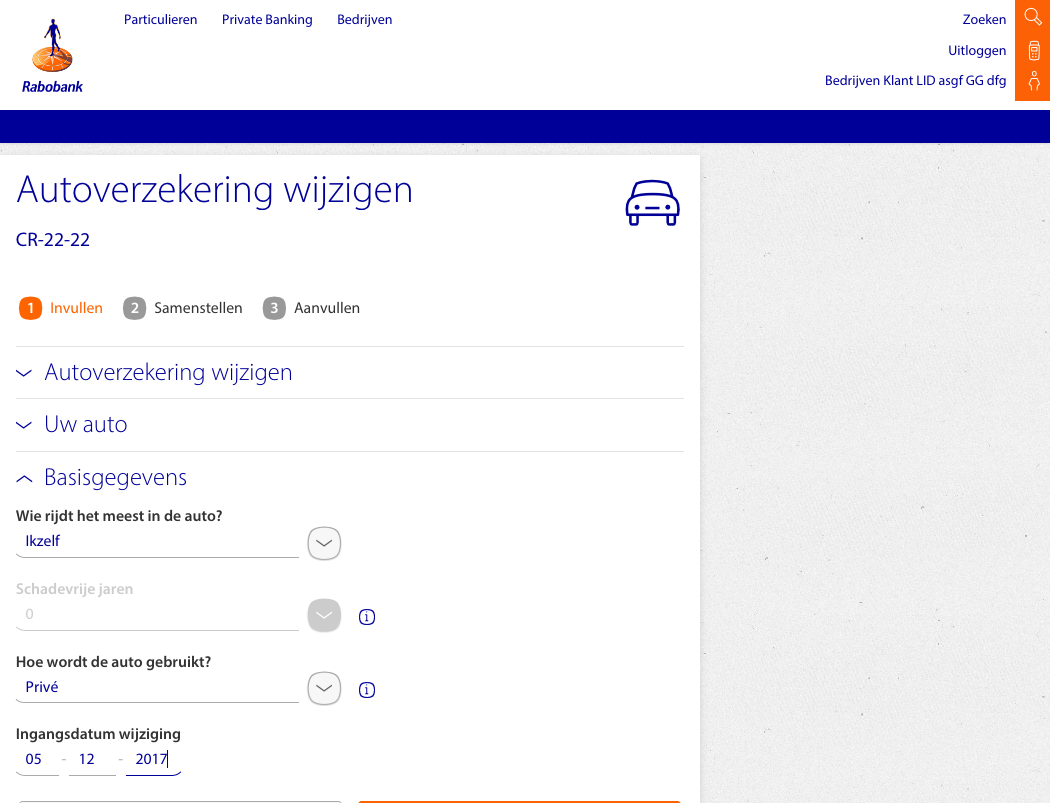 Particulieren Private Banking Bedrijven
Zoeken
Uitloggen
Bedrijven Klant LID asgf GG dfg
Rabobank
Autoverzekering wijzigen
CR-22-22
1 Invullen 2 Samenstellen 3 Aanvullen
Autoverzekering wijzigen
Uw auto
Basisgegevens
Wie rijdt het meest in de auto?
Ikzelf
Schadevrije jaren
0
i
Hoe wordt de auto gebruikt?
Privé
i
Ingangsdatum wijziging
05 - 12 - 2017